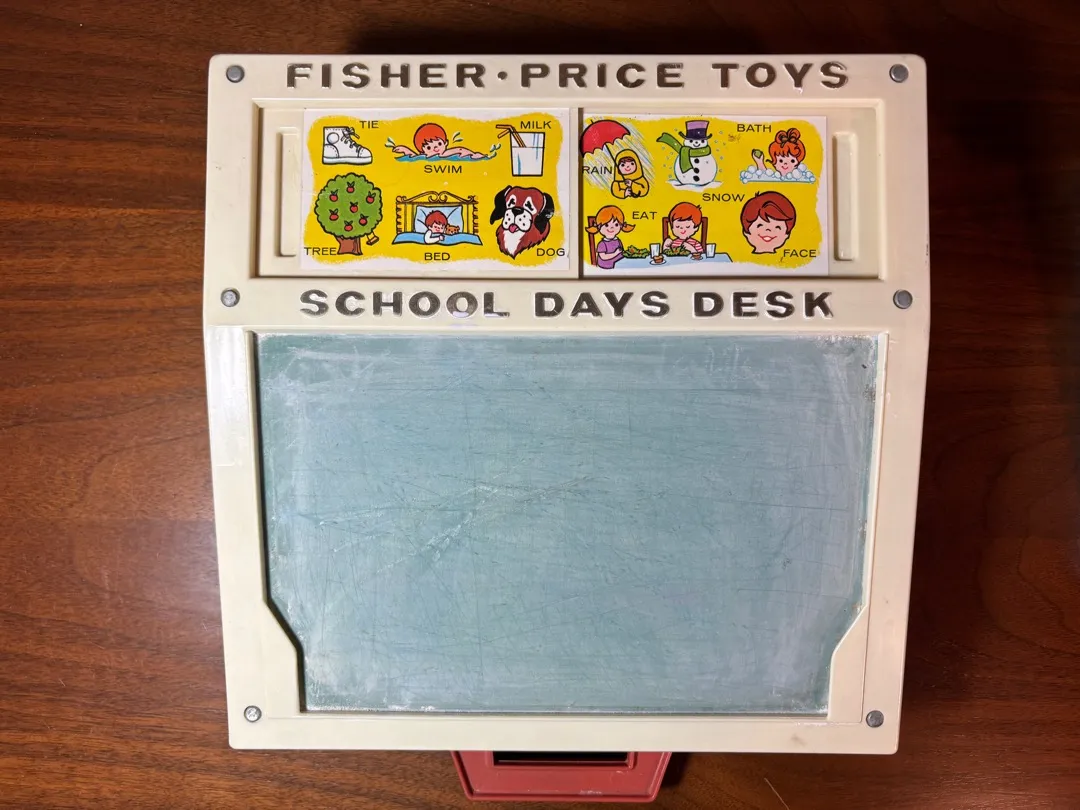 FISHER·PRICE TOYS
TIE
SWIM
MILK
TREE
BED
DOG
RAIN
SNOW
BATH
EAT
FACE
SCHOOL DAYS DESK